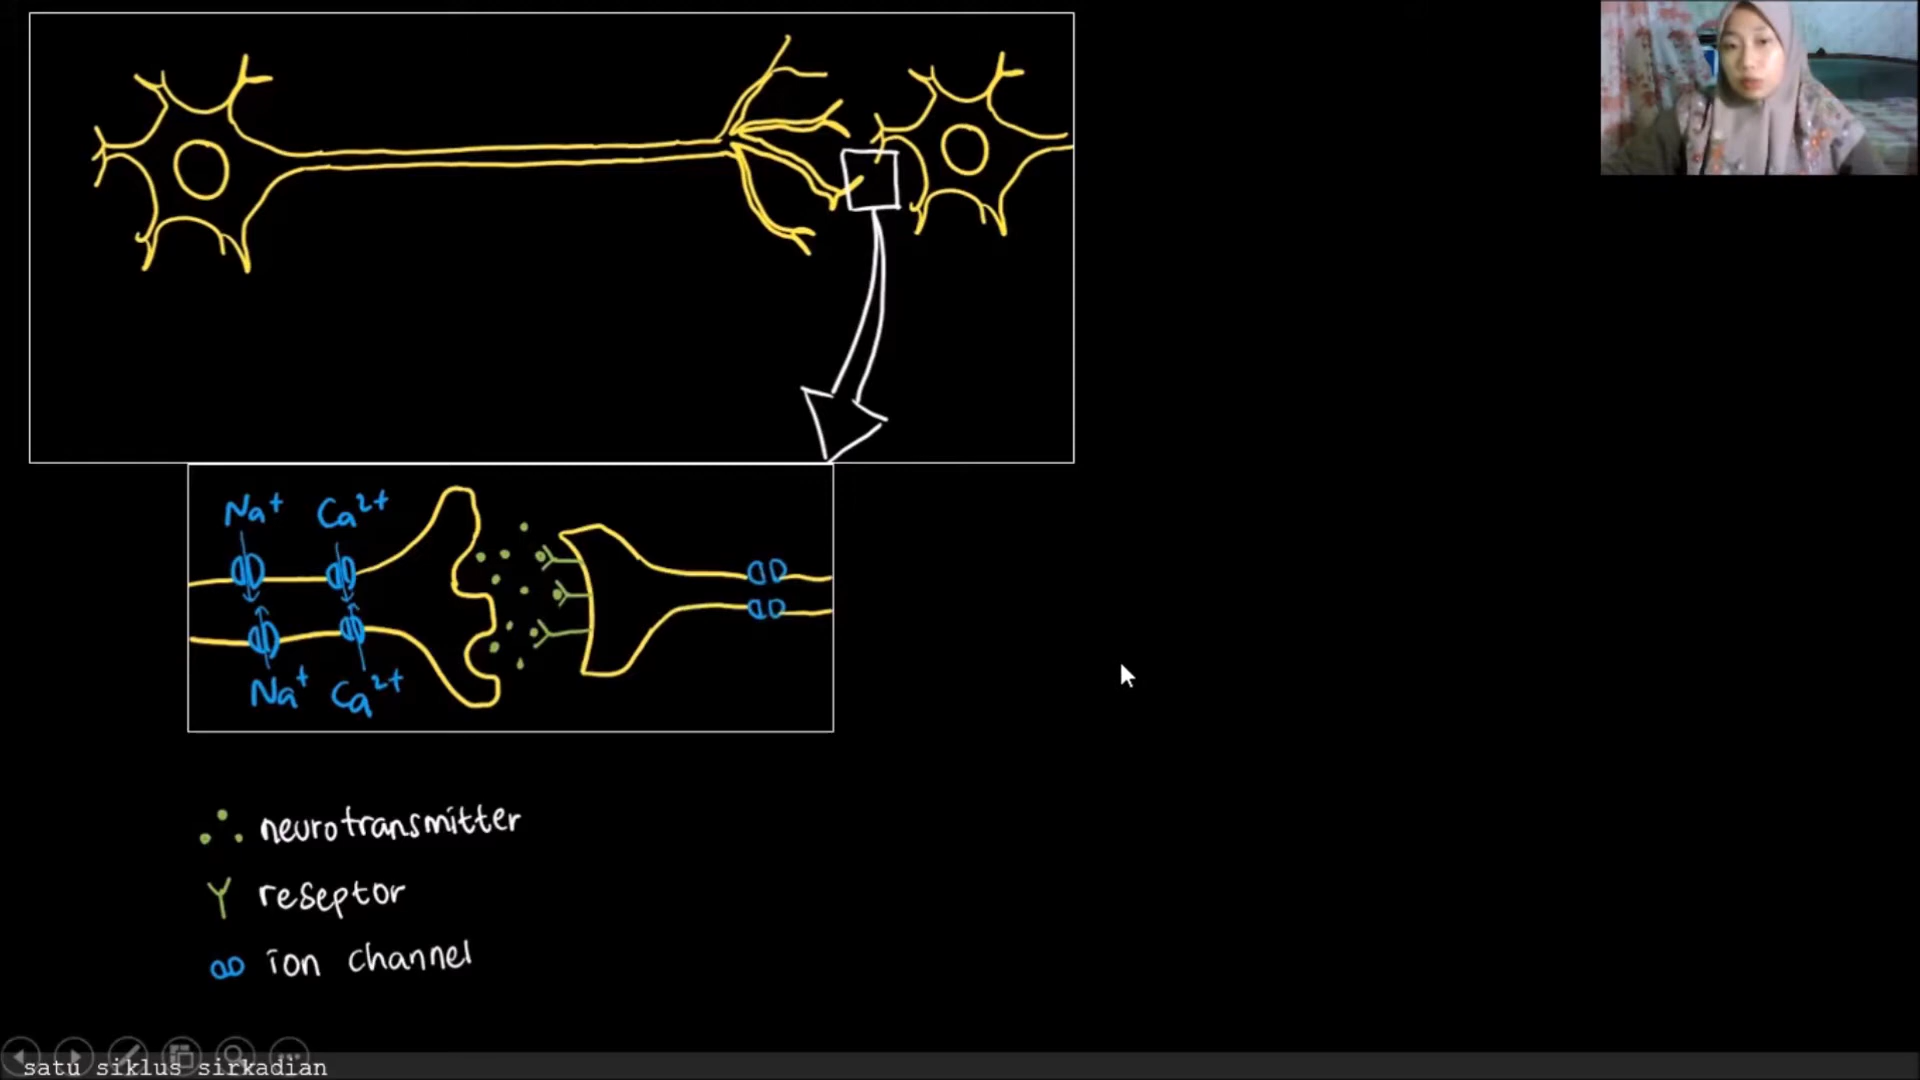 Na⁺ Ca²⁺
Na⁺ Ca²⁺
neurotransmitter
reseptor
ion channel
satu siklus sirkadian